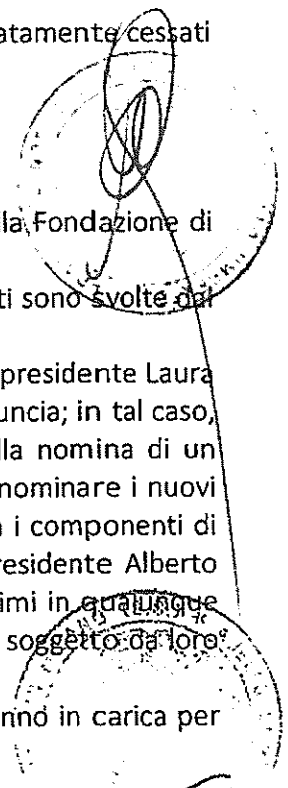 atamente cessati
la Fondazione di
ti sono svolte dal
presidente Laura
uncia; in tal caso,
lla nomina di un
nominare i nuovi
i componenti di
residente Alberto
imi in qualunque
soggetto da loro
nno in carica per